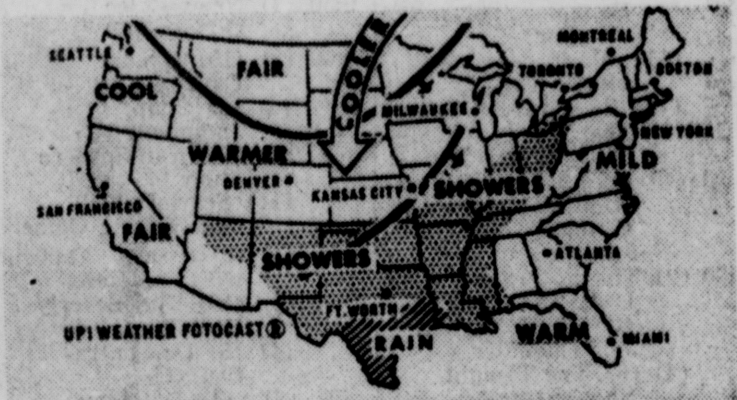 MONTREAL
SEATTLE
FAIR
COOLER
TORONTO
BOSTON
COOL
MILWAUKEE
NEW YORK
WARMER
MILD
DENVER
KANSAS CITY
SHOWERS
SAN FRANCISCO
FAIR
ATLANTA
SHOWERS
FT. WORTH
UPI WEATHER FOTOCAST ®
RAIN
WARM
MIAMI